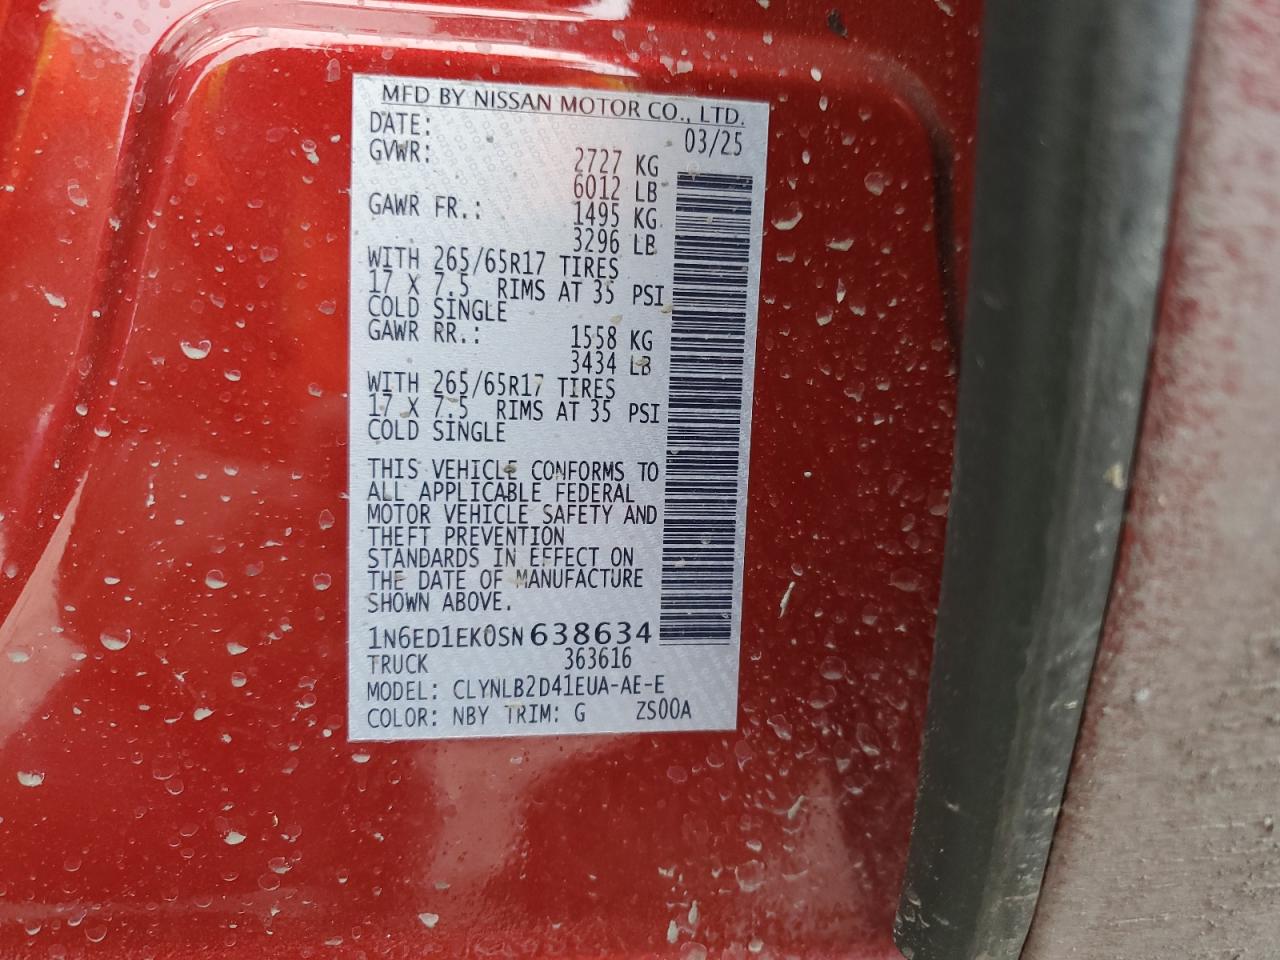 MFD BY NISSAN MOTOR CO., LTD.
DATE: 03/25
GVWR: 2727 KG
6012 LB
GAWR FR.: 1495 KG
3296 LB
WITH 265/65R17 TIRES
17 X 7.5 RIMS AT 35 PSI
COLD SINGLE
GAWR RR.: 1558 KG
3434 LB
WITH 265/65R17 TIRES
17 X 7.5 RIMS AT 35 PSI
COLD SINGLE
THIS VEHICLE CONFORMS TO
ALL APPLICABLE FEDERAL
MOTOR VEHICLE SAFETY AND
THEFT PREVENTION
STANDARDS IN EFFECT ON
THE DATE OF MANUFACTURE
SHOWN ABOVE.
1N6ED1EK0SN638634
TRUCK 363616
MODEL: CLYNLB2D41EUA-AE-E
COLOR: NBY TRIM: G ZS00A